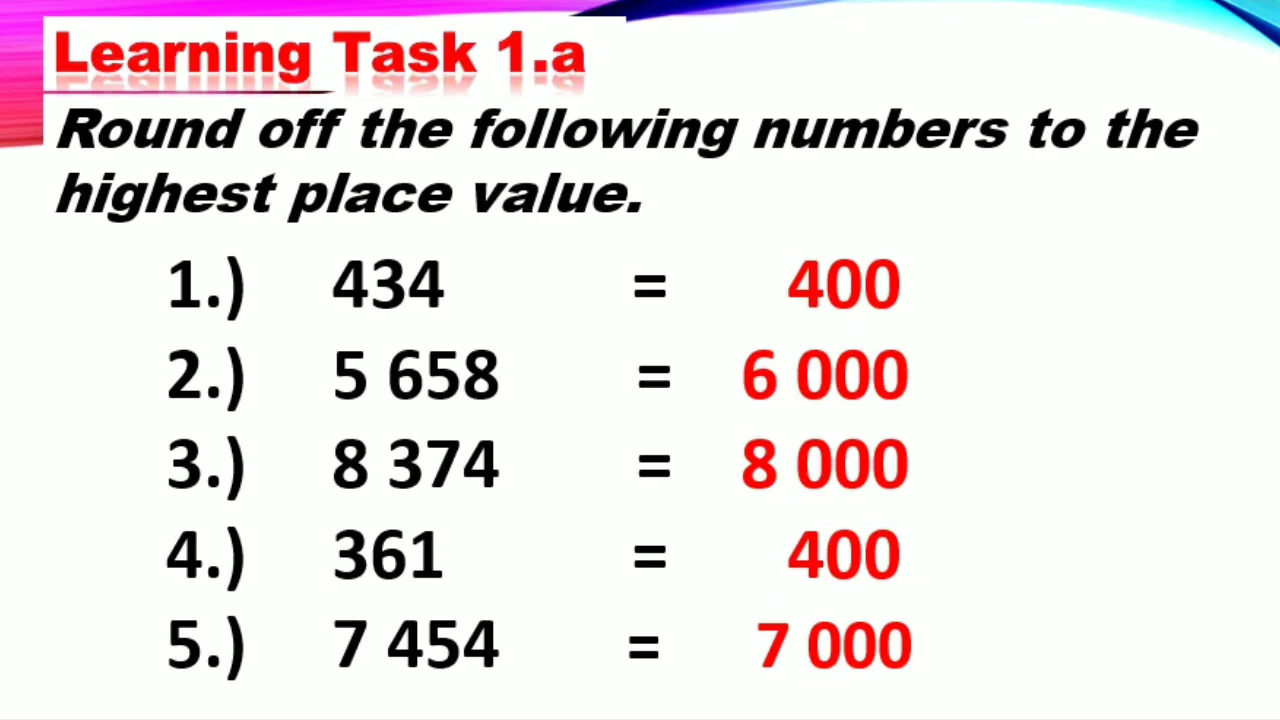 Learning Task 1.a
Round off the following numbers to the
highest place value.
1.) 434 = 400
2.) 5 658 = 6 000
3.) 8 374 = 8 000
4.) 361 = 400
5.) 7 454 = 7 000